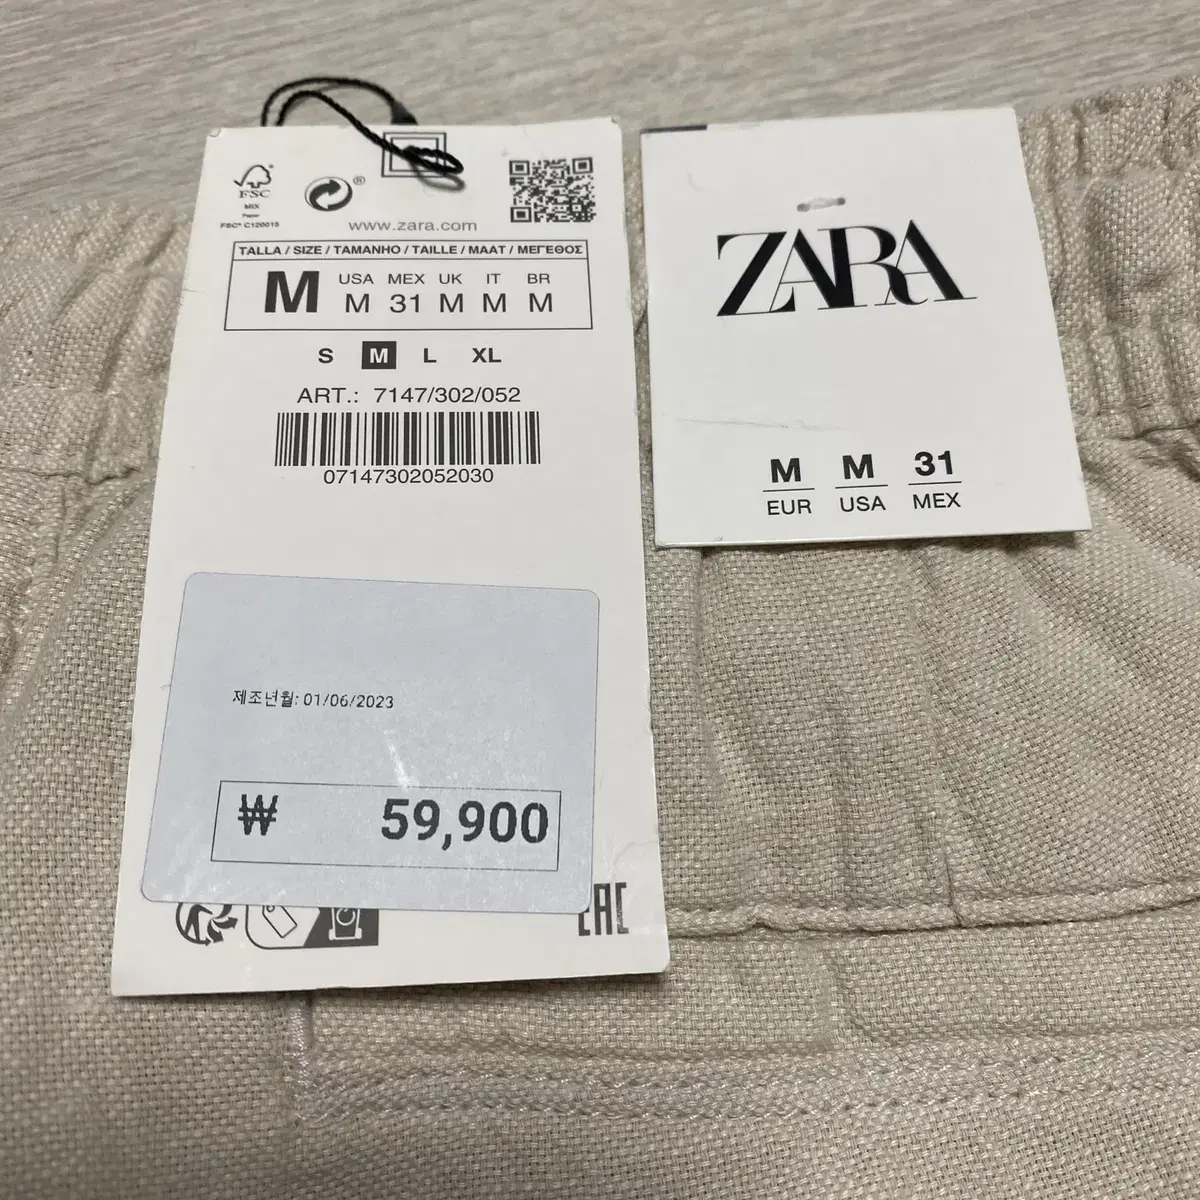 FSC
MIX
Paper
FSC® C120015
®
www.zara.com
TALLA / SIZE / TAMANHO / TAILLE / MAAT / ΜΕΓΕΘΟΣ
M USA MEX UK IT BR
M 31 M M M
S M L XL
ART.: 7147/302/052
07147302052030
제조년월: 01/06/2023
₩ 59,900
EAC
ZARA
M M 31
EUR USA MEX